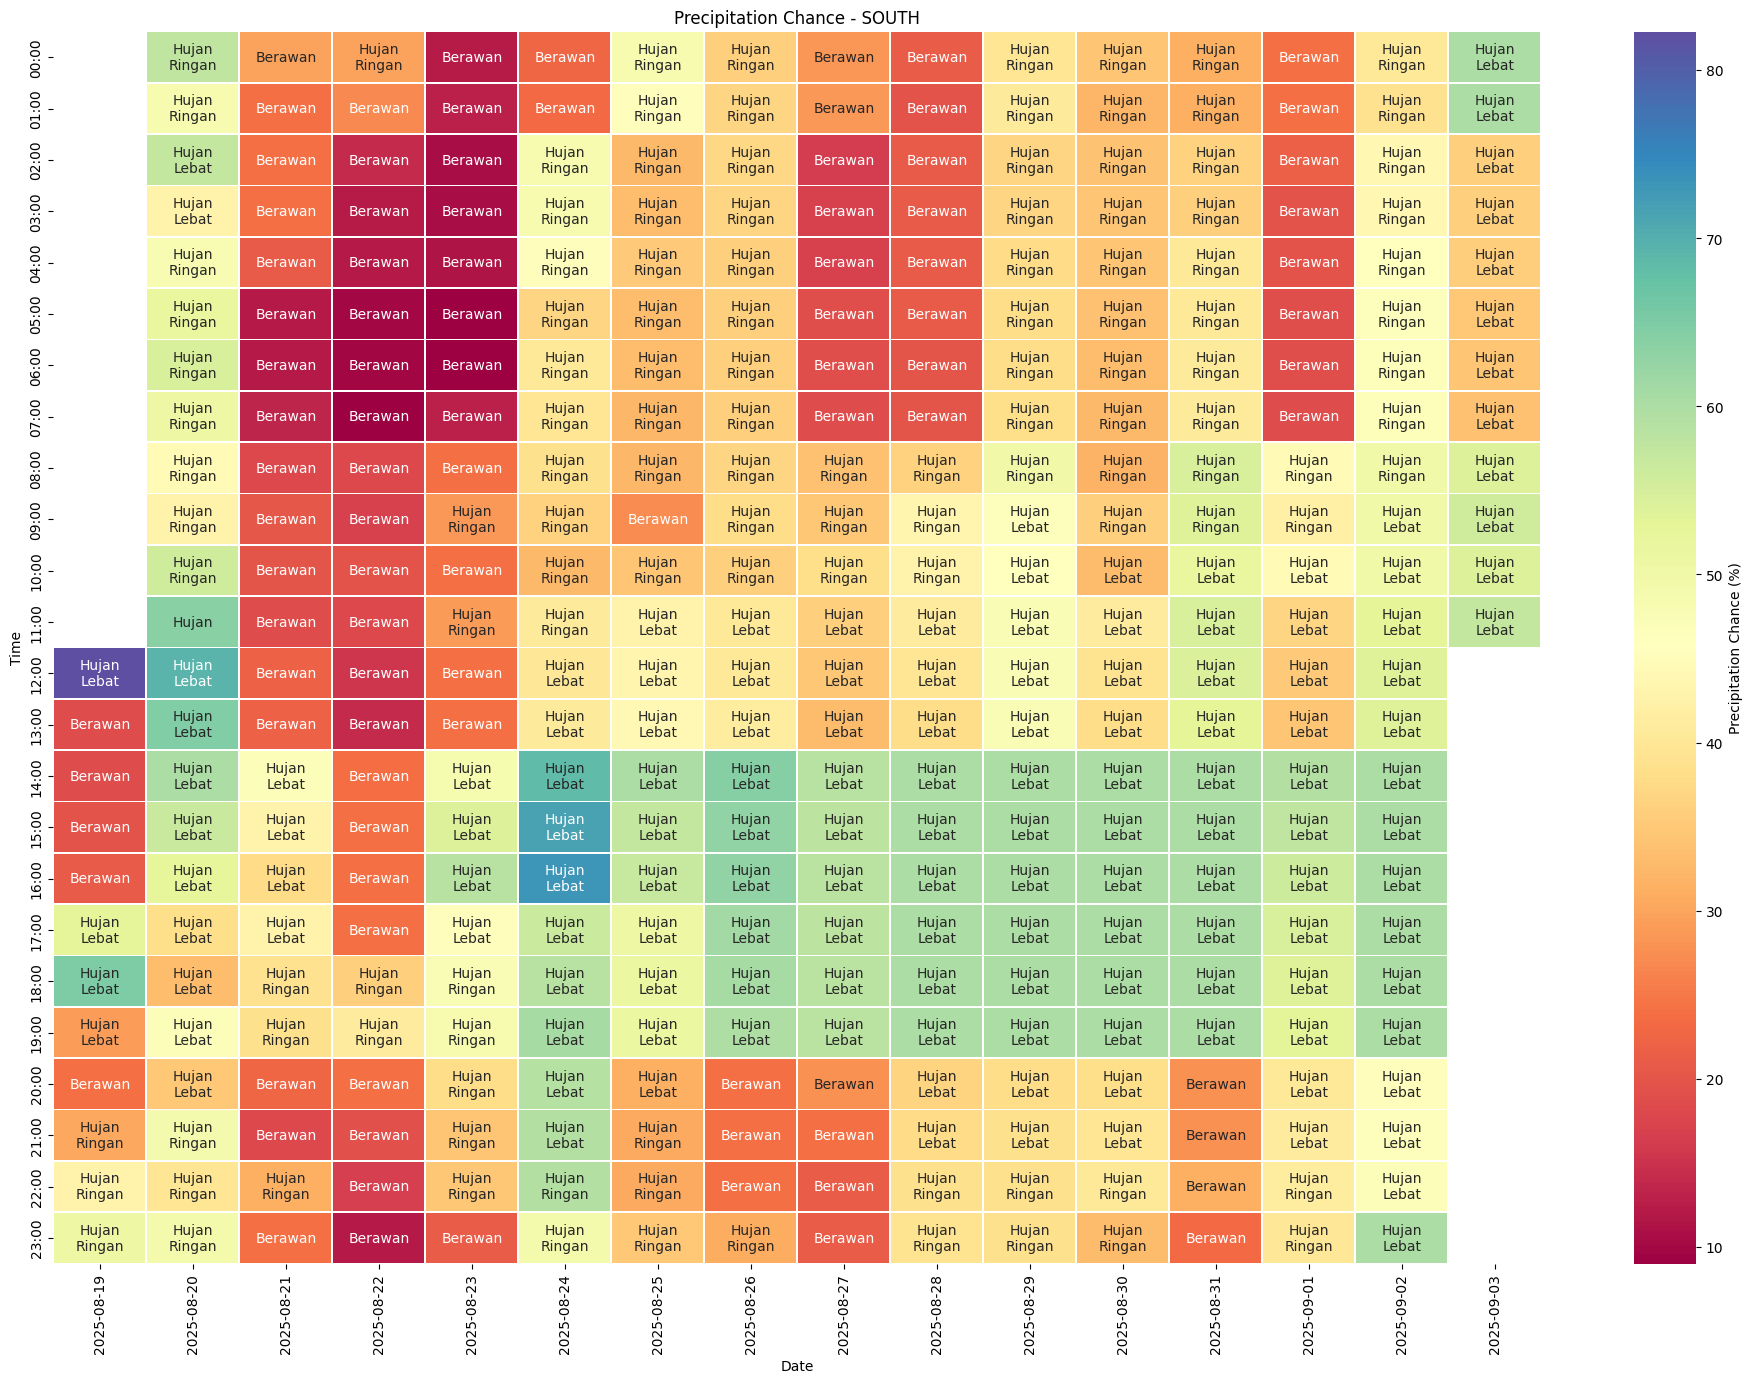 Precipitation Chance - SOUTH
00:00 Hujan Ringan Berawan Hujan Ringan Berawan Berawan Hujan Ringan Hujan Ringan Berawan Berawan Hujan Ringan Hujan Ringan Hujan Ringan Berawan Hujan Ringan Hujan Lebat
01:00 Hujan Ringan Berawan Berawan Berawan Berawan Hujan Ringan Hujan Ringan Berawan Berawan Hujan Ringan Hujan Ringan Hujan Ringan Berawan Hujan Ringan Hujan Lebat
02:00 Hujan Lebat Berawan Berawan Berawan Hujan Ringan Hujan Ringan Hujan Ringan Berawan Berawan Hujan Ringan Hujan Ringan Hujan Ringan Berawan Hujan Ringan Hujan Lebat
03:00 Hujan Lebat Berawan Berawan Berawan Hujan Ringan Hujan Ringan Hujan Ringan Berawan Berawan Hujan Ringan Hujan Ringan Hujan Ringan Berawan Hujan Ringan Hujan Lebat
04:00 Hujan Ringan Berawan Berawan Berawan Hujan Ringan Hujan Ringan Hujan Ringan Berawan Berawan Hujan Ringan Hujan Ringan Hujan Ringan Berawan Hujan Ringan Hujan Lebat
05:00 Hujan Ringan Berawan Berawan Berawan Hujan Ringan Hujan Ringan Hujan Ringan Berawan Berawan Hujan Ringan Hujan Ringan Hujan Ringan Berawan Hujan Ringan Hujan Lebat
06:00 Hujan Ringan Berawan Berawan Berawan Hujan Ringan Hujan Ringan Hujan Ringan Berawan Berawan Hujan Ringan Hujan Ringan Hujan Ringan Berawan Hujan Ringan Hujan Lebat
07:00 Hujan Ringan Berawan Berawan Berawan Hujan Ringan Hujan Ringan Hujan Ringan Berawan Berawan Hujan Ringan Hujan Ringan Hujan Ringan Berawan Hujan Ringan Hujan Lebat
08:00 Hujan Ringan Berawan Berawan Berawan Hujan Ringan Hujan Ringan Hujan Ringan Hujan Ringan Hujan Ringan Hujan Ringan Hujan Ringan Hujan Ringan Hujan Ringan Hujan Ringan Hujan Lebat
09:00 Hujan Ringan Berawan Berawan Hujan Ringan Hujan Ringan Berawan Hujan Ringan Hujan Ringan Hujan Ringan Hujan Lebat Hujan Ringan Hujan Ringan Hujan Ringan Hujan Lebat Hujan Lebat
10:00 Hujan Ringan Berawan Berawan Berawan Hujan Ringan Hujan Ringan Hujan Ringan Hujan Ringan Hujan Ringan Hujan Lebat Hujan Lebat Hujan Lebat Hujan Lebat Hujan Lebat Hujan Lebat
11:00 Hujan Berawan Berawan Hujan Ringan Hujan Ringan Hujan Lebat Hujan Lebat Hujan Lebat Hujan Lebat Hujan Lebat Hujan Lebat Hujan Lebat Hujan Lebat Hujan Lebat Hujan Lebat
12:00 Hujan Lebat Hujan Lebat Berawan Berawan Berawan Hujan Lebat Hujan Lebat Hujan Lebat Hujan Lebat Hujan Lebat Hujan Lebat Hujan Lebat Hujan Lebat Hujan Lebat Hujan Lebat
13:00 Berawan Hujan Lebat Berawan Berawan Berawan Hujan Lebat Hujan Lebat Hujan Lebat Hujan Lebat Hujan Lebat Hujan Lebat Hujan Lebat Hujan Lebat Hujan Lebat Hujan Lebat
14:00 Berawan Hujan Lebat Hujan Lebat Berawan Hujan Lebat Hujan Lebat Hujan Lebat Hujan Lebat Hujan Lebat Hujan Lebat Hujan Lebat Hujan Lebat Hujan Lebat Hujan Lebat Hujan Lebat
15:00 Berawan Hujan Lebat Hujan Lebat Berawan Hujan Lebat Hujan Lebat Hujan Lebat Hujan Lebat Hujan Lebat Hujan Lebat Hujan Lebat Hujan Lebat Hujan Lebat Hujan Lebat Hujan Lebat
16:00 Berawan Hujan Lebat Hujan Lebat Berawan Hujan Lebat Hujan Lebat Hujan Lebat Hujan Lebat Hujan Lebat Hujan Lebat Hujan Lebat Hujan Lebat Hujan Lebat Hujan Lebat Hujan Lebat
17:00 Hujan Lebat Hujan Lebat Hujan Lebat Berawan Hujan Lebat Hujan Lebat Hujan Lebat Hujan Lebat Hujan Lebat Hujan Lebat Hujan Lebat Hujan Lebat Hujan Lebat Hujan Lebat Hujan Lebat
18:00 Hujan Lebat Hujan Lebat Hujan Ringan Hujan Ringan Hujan Ringan Hujan Lebat Hujan Lebat Hujan Lebat Hujan Lebat Hujan Lebat Hujan Lebat Hujan Lebat Hujan Lebat Hujan Lebat Hujan Lebat
19:00 Hujan Lebat Hujan Lebat Hujan Ringan Hujan Ringan Hujan Ringan Hujan Lebat Hujan Lebat Hujan Lebat Hujan Lebat Hujan Lebat Hujan Lebat Hujan Lebat Hujan Lebat Hujan Lebat Hujan Lebat
20:00 Berawan Hujan Lebat Berawan Berawan Hujan Ringan Hujan Lebat Hujan Lebat Berawan Berawan Hujan Lebat Hujan Lebat Hujan Lebat Berawan Hujan Lebat Hujan Lebat
21:00 Hujan Ringan Hujan Ringan Berawan Berawan Hujan Ringan Hujan Lebat Hujan Ringan Berawan Berawan Hujan Lebat Hujan Lebat Hujan Lebat Berawan Hujan Lebat Hujan Lebat
22:00 Hujan Ringan Hujan Ringan Hujan Ringan Berawan Hujan Ringan Hujan Ringan Hujan Ringan Berawan Berawan Hujan Ringan Hujan Ringan Hujan Ringan Berawan Hujan Ringan Hujan Lebat
23:00 Hujan Ringan Hujan Ringan Berawan Berawan Berawan Hujan Ringan Hujan Ringan Hujan Ringan Berawan Hujan Ringan Hujan Ringan Hujan Ringan Berawan Hujan Ringan Hujan Lebat
Time
2025-08-19 2025-08-20 2025-08-21 2025-08-22 2025-08-23 2025-08-24 2025-08-25 2025-08-26 2025-08-27 2025-08-28 2025-08-29 2025-08-30 2025-08-31 2025-09-01 2025-09-02 2025-09-03
Date
80
70
60
50
40
30
20
10
Precipitation Chance (%)